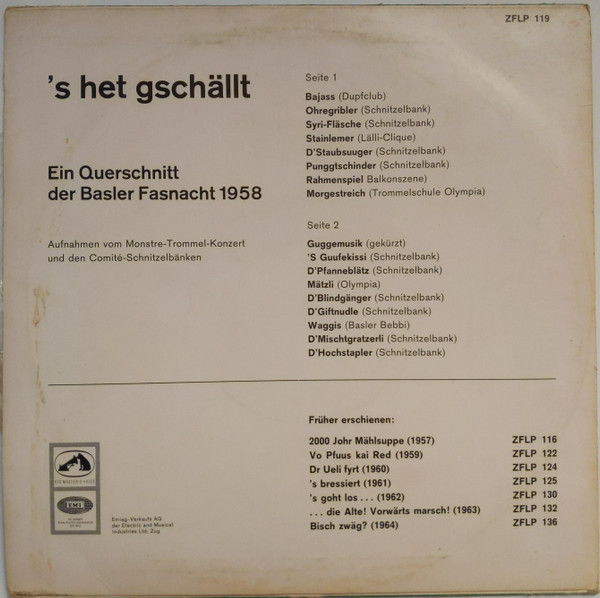 ZFLP 119
's het gschällt
Ein Querschnitt
der Basler Fasnacht 1958
Aufnahmen vom Monstre-Trommel-Konzert
und den Comité-Schnitzelbänken
Seite 1
Bajass (Dupfclub)
Ohregribler (Schnitzelbank)
Syri-Fläsche (Schnitzelbank)
Stainlemer (Lälli-Clique)
D'Staubsuuger (Schnitzelbank)
Punggtschinder (Schnitzelbank)
Rahmenspiel Balkonszene)
Morgestreich (Trommelschule Olympia)
Seite 2
Guggemusik (gekürzt)
'S Guufekissi (Schnitzelbank)
D'Pfanneblätz (Schnitzelbank)
Mätzli (Olympia)
D'Blindgänger (Schnitzelbank)
D'Giftnudle (Schnitzelbank)
Waggis (Basler Bebbi)
D'Mischtgratzerli (Schnitzelbank)
D'Hochstapler (Schnitzelbank)
Früher erschienen:
2000 Johr Mählsuppe (1957) ZFLP 116
Vo Pfuus kai Red (1959) ZFLP 122
Dr Ueli fyrt (1960) ZFLP 124
's bressiert (1961) ZFLP 125
's goht los . . . (1962) ZFLP 130
. . . die Alte! Vorwärts marsch! (1963) ZFLP 132
Bisch zwäg? (1964) ZFLP 136
HIS MASTER'S VOICE
EMI
Emiag-Verkaufs AG
der Electric and Musical
Industries Ltd. Zug